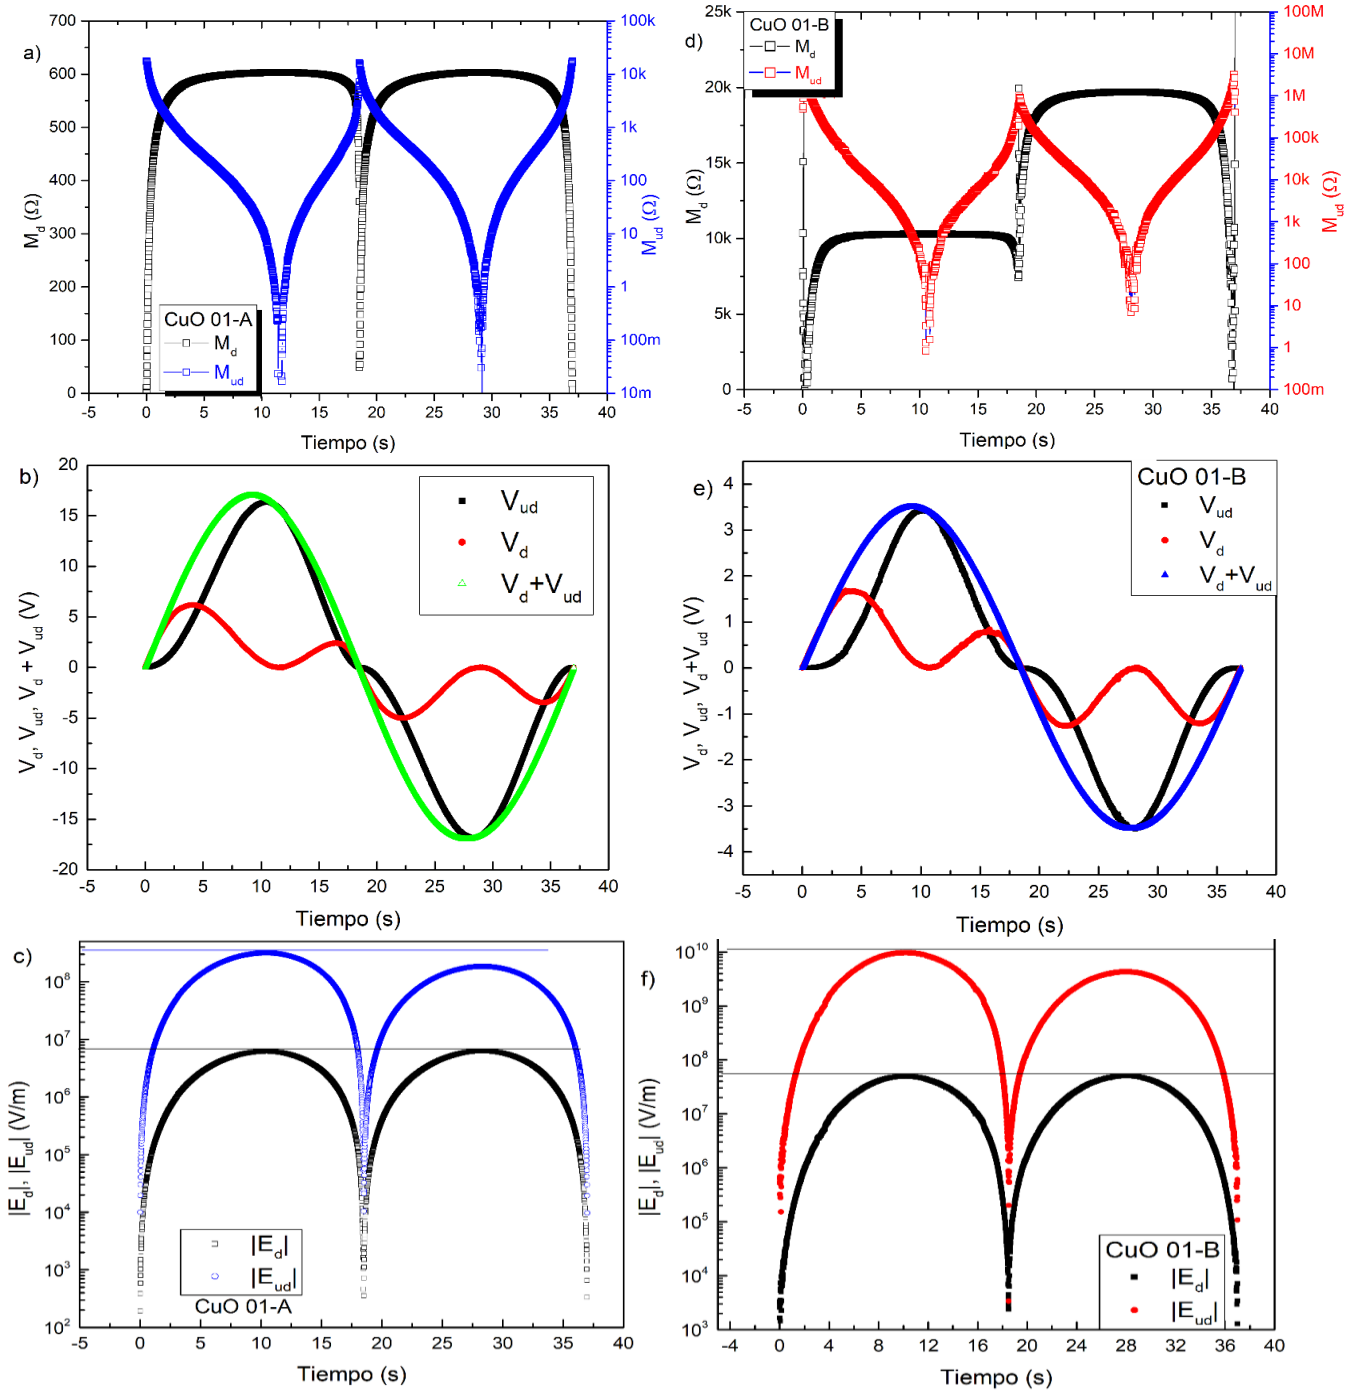 a)
700
600
500
400
300
200
100
0
M_d (Ω)
100k
10k
1k
100
10
1
100m
10m
M_ud (Ω)
CuO 01-A
M_d
M_ud
-5 0 5 10 15 20 25 30 35 40
Tiempo (s)
d)
25k
20k
15k
10k
5k
0
M_d (Ω)
100M
10M
1M
100k
10k
1k
100
10
1
100m
M_ud (Ω)
CuO 01-B
M_d
M_ud
-5 0 5 10 15 20 25 30 35 40
Tiempo (s)
b)
20
15
10
5
0
-5
-10
-15
-20
V_d, V_ud, V_d + V_ud (V)
V_ud
V_d
V_d+V_ud
-5 0 5 10 15 20 25 30 35 40
Tiempo (s)
e)
4
3
2
1
0
-1
-2
-3
-4
V_d, V_ud, V_d+V_ud (V)
CuO 01-B
V_ud
V_d
V_d+V_ud
-5 0 5 10 15 20 25 30 35 40
Tiempo (s)
c)
10^8
10^7
10^6
10^5
10^4
10^3
10^2
|E_d|, |E_ud| (V/m)
|E_d|
|E_ud|
CuO 01-A
-5 0 5 10 15 20 25 30 35 40
Tiempo (s)
f)
10^10
10^9
10^8
10^7
10^6
10^5
10^4
10^3
|E_d|, |E_ud| (V/m)
CuO 01-B
|E_d|
|E_ud|
-4 0 4 8 12 16 20 24 28 32 36 40
Tiempo (s)